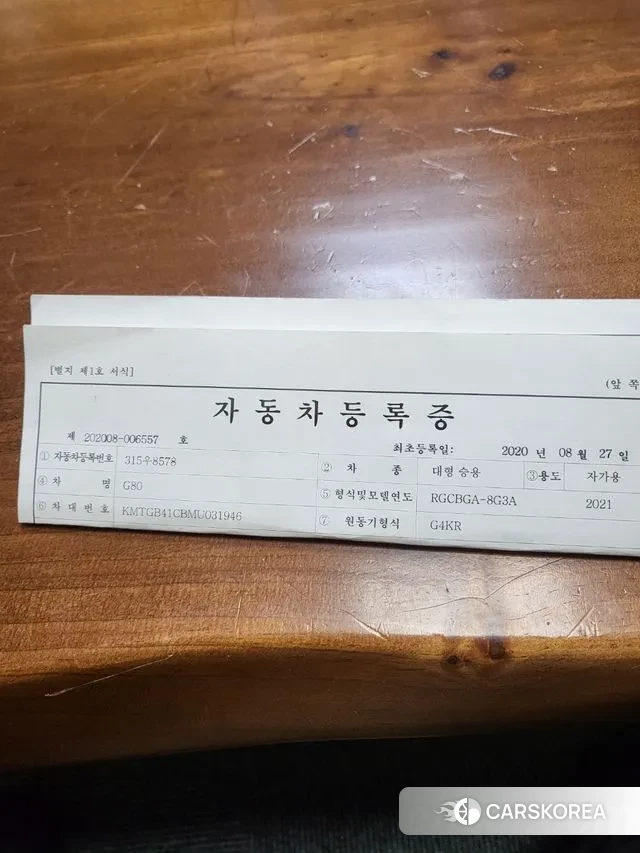 [별지 제1호 서식]
(앞 쪽
자동차등록증
제 202008-006557 호
최초등록일: 2020 년 08 월 27 일
① 자동차등록번호 315우8578 ② 차 종 대형 승용 ③용도 자가용
④ 차 명 G80 ⑤ 형식및모델연도 RGCBGA-8G3A 2021
⑥ 차 대 번 호 KMTGB41CBMU031946 ⑦ 원동기형식 G4KR
CARSKOREA